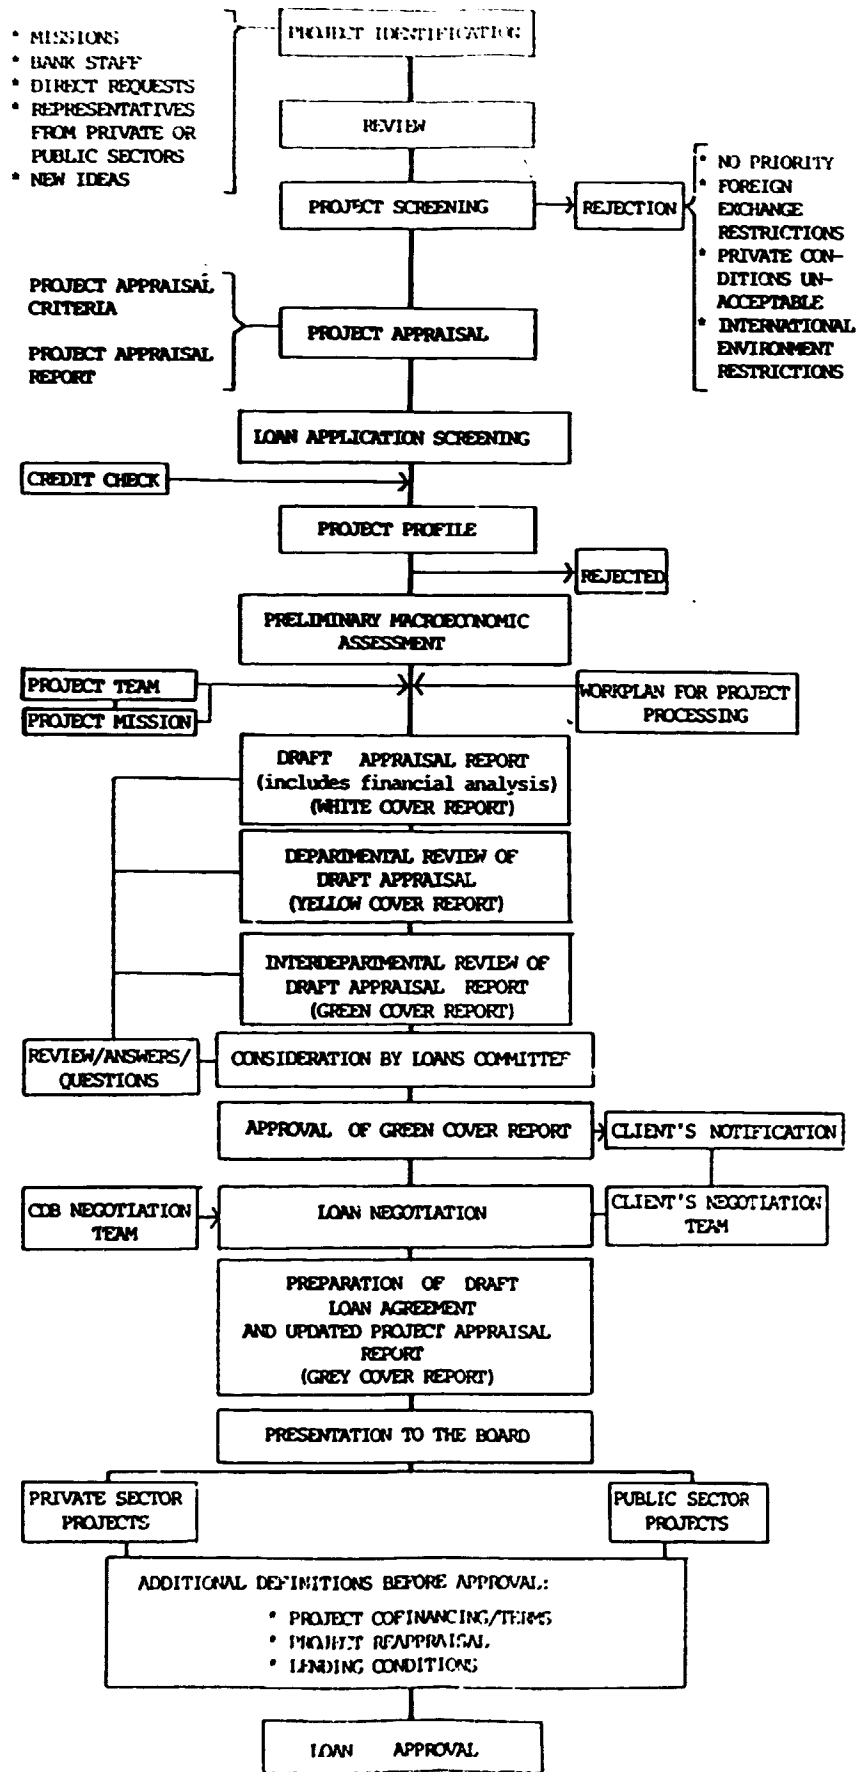 * MISSIONS
* BANK STAFF
* DIRECT REQUESTS
* REPRESENTATIVES
FROM PRIVATE OR
PUBLIC SECTORS
* NEW IDEAS
PROJECT IDENTIFICATION
REVIEW
PROJECT SCREENING
REJECTION
* NO PRIORITY
* FOREIGN
EXCHANGE
RESTRICTIONS
* PRIVATE CON-
DITIONS UN-
ACCEPTABLE
* INTERNATIONAL
ENVIRONMENT
RESTRICTIONS
PROJECT APPRAISAL
CRITERIA
PROJECT APPRAISAL
REPORT
PROJECT APPRAISAL
LOAN APPLICATION SCREENING
CREDIT CHECK
PROJECT PROFILE
REJECTED
PRELIMINARY MACROECONOMIC
ASSESSMENT
PROJECT TEAM
PROJECT MISSION
WORKPLAN FOR PROJECT
PROCESSING
DRAFT APPRAISAL REPORT
(includes financial analysis)
(WHITE COVER REPORT)
DEPARTMENTAL REVIEW OF
DRAFT APPRAISAL
(YELLOW COVER REPORT)
INTERDEPARTMENTAL REVIEW OF
DRAFT APPRAISAL REPORT
(GREEN COVER REPORT)
REVIEW/ANSWERS/
QUESTIONS
CONSIDERATION BY LOANS COMMITTEE
APPROVAL OF GREEN COVER REPORT
CLIENT'S NOTIFICATION
CDB NEGOTIATION
TEAM
LOAN NEGOTIATION
CLIENT'S NEGOTIATION
TEAM
PREPARATION OF DRAFT
LOAN AGREEMENT
AND UPDATED PROJECT APPRAISAL
REPORT
(GREY COVER REPORT)
PRESENTATION TO THE BOARD
PRIVATE SECTOR
PROJECTS
PUBLIC SECTOR
PROJECTS
ADDITIONAL DEFINITIONS BEFORE APPROVAL:
* PROJECT COFINANCING/TERMS
* PROJECT REAPPRAISAL
* LENDING CONDITIONS
LOAN APPROVAL